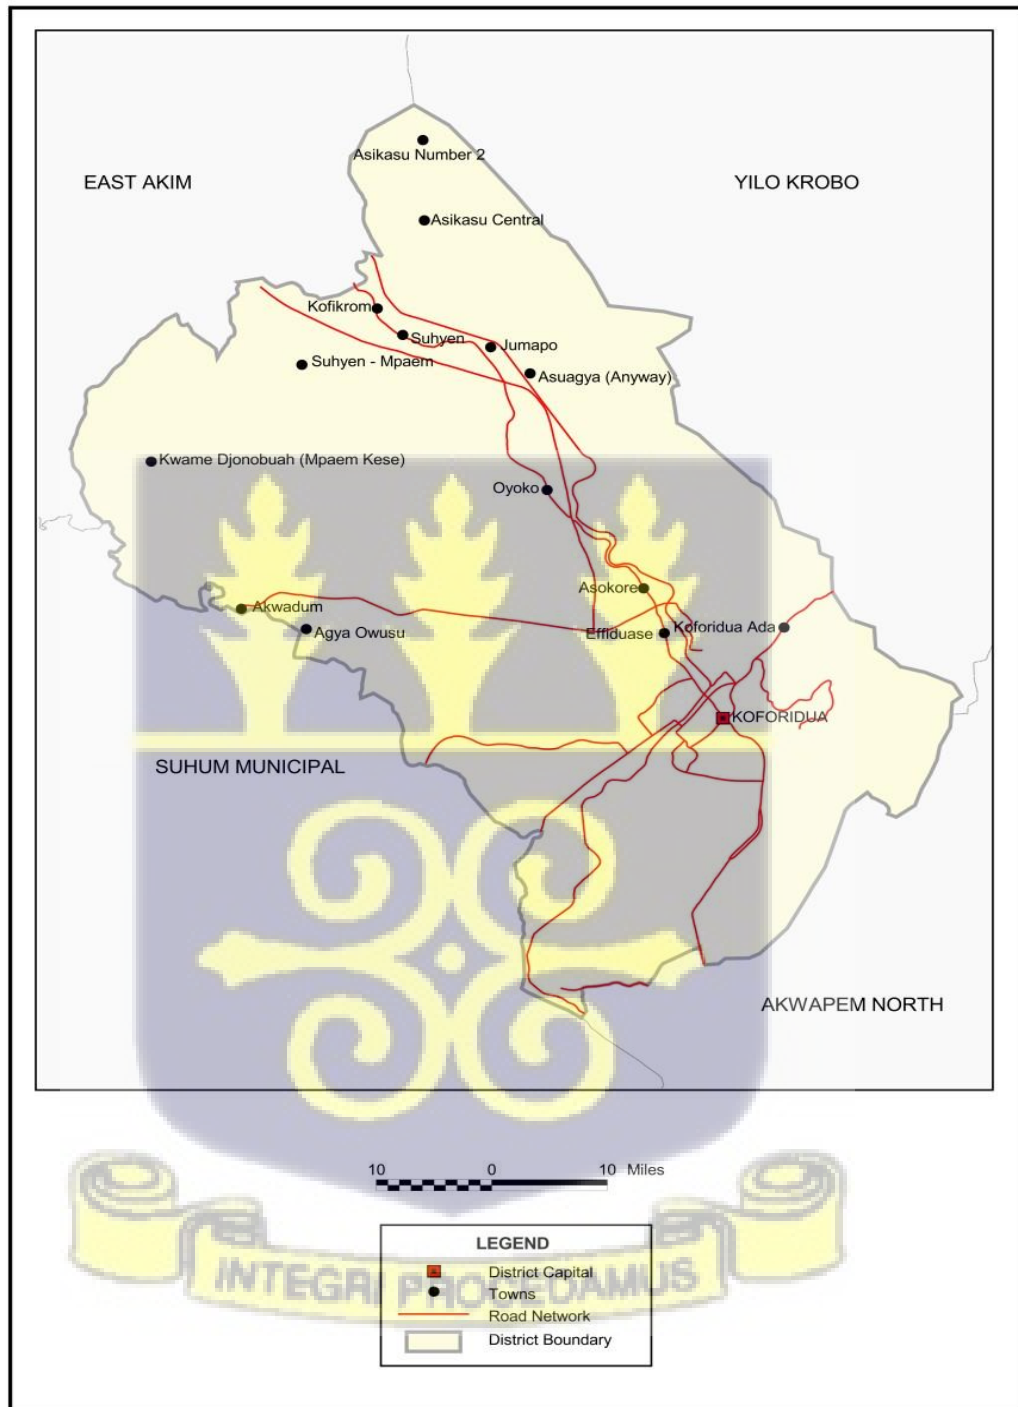 Asikasu Number 2
EAST AKIM
YILO KROBO
Asikasu Central
Kofikrom
Suhyen
Jumapo
Suhyen - Mpaem
Asuagya (Anyway)
Kwame Djonobuah (Mpaem Kese)
Oyoko
Asokore
Akwadum
Agya Owusu
Effiduase
Koforidua Ada
KOFORIDUA
SUHUM MUNICIPAL
AKWAPEM NORTH
10 0 10 Miles
LEGEND
District Capital
Towns
Road Network
District Boundary
INTEGRI PROCEDAMUS